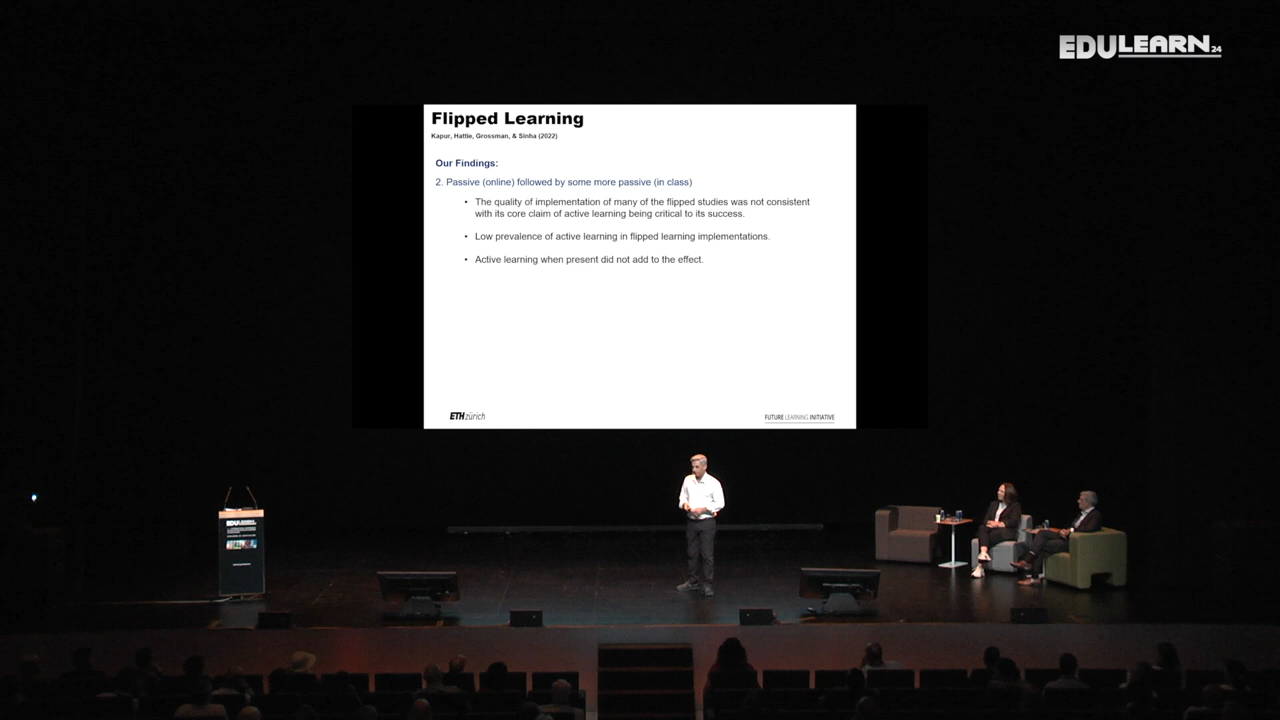 EDULEARN24
Flipped Learning
Kapur, Hattie, Grossman, & Sinha (2022)
Our Findings:
2. Passive (online) followed by some more passive (in class)
• The quality of implementation of many of the flipped studies was not consistent
with its core claim of active learning being critical to its success.
• Low prevalence of active learning in flipped learning implementations.
• Active learning when present did not add to the effect.
ETH zürich
FUTURE LEARNING INITIATIVE
EDULEARN